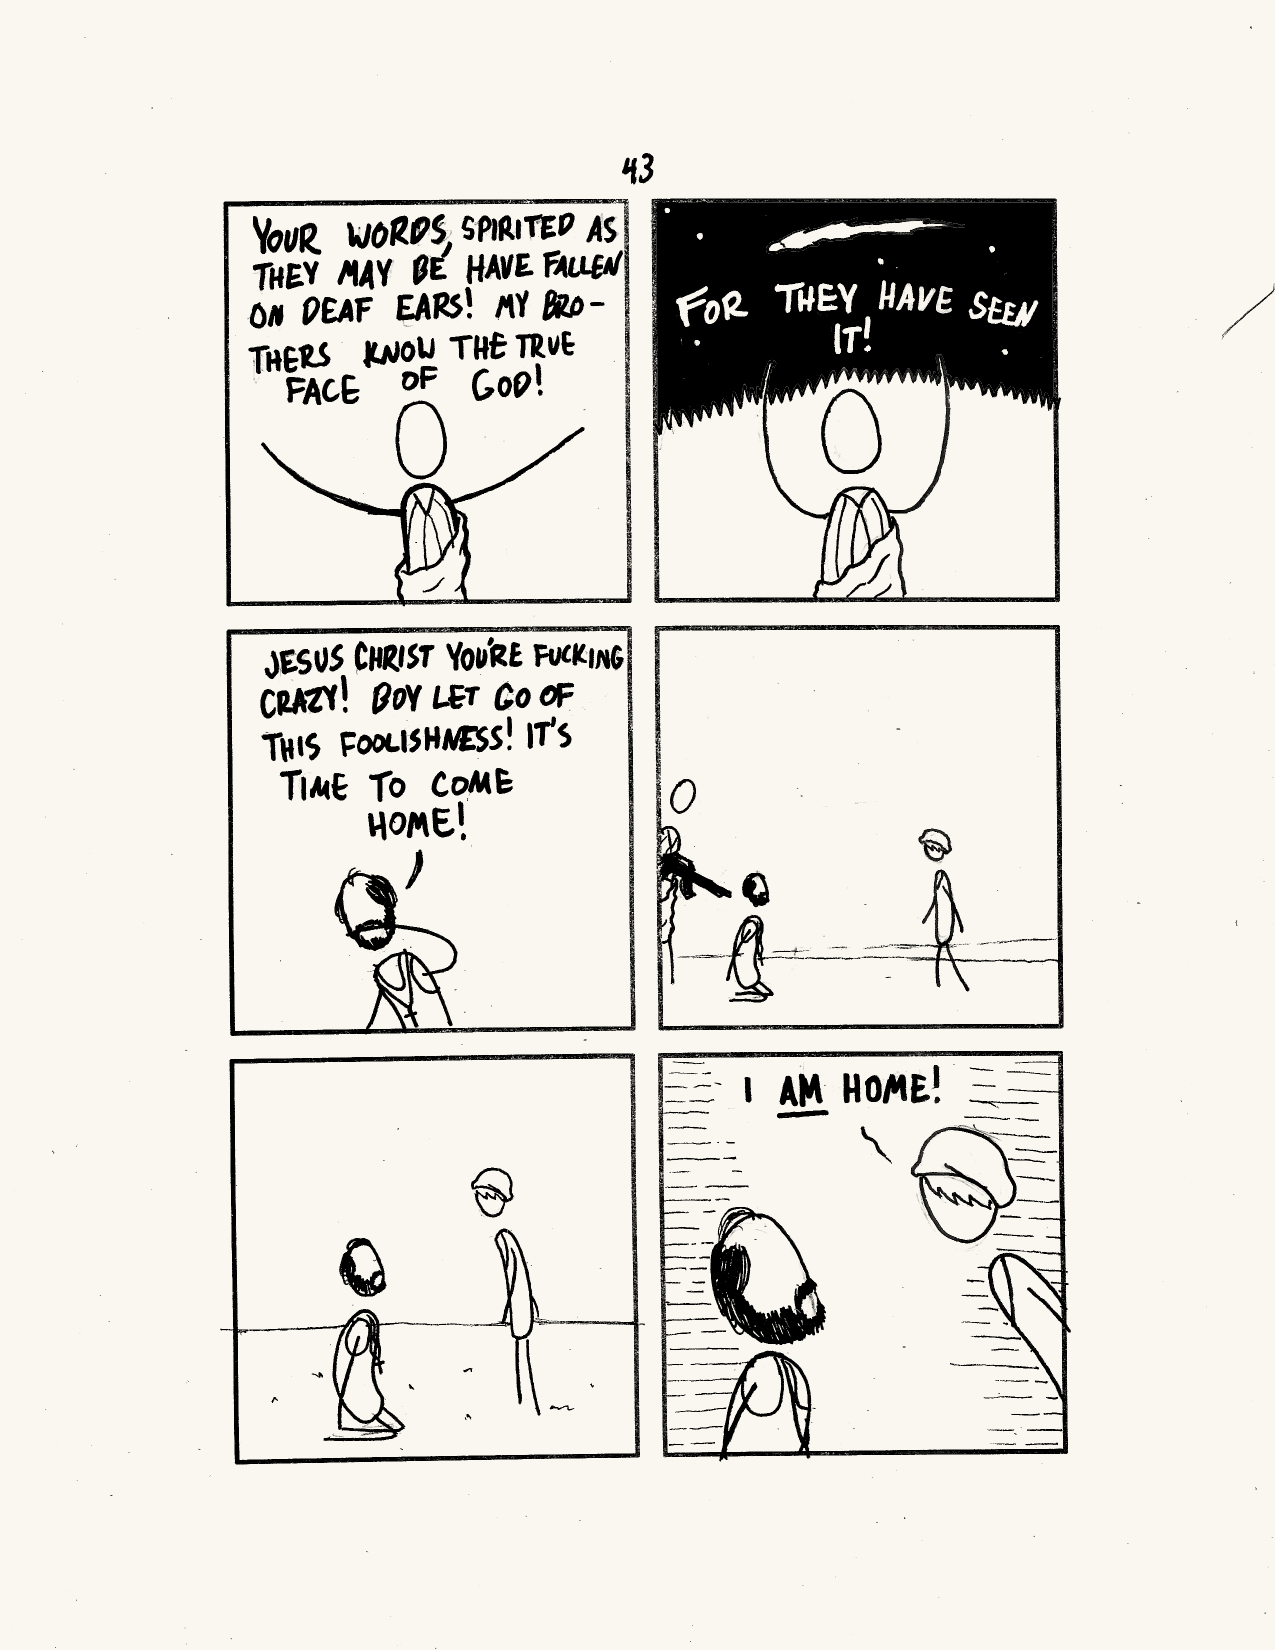 43
YOUR WORDS, SPIRITED AS
THEY MAY BE, HAVE FALLEN
ON DEAF EARS! MY BRO-
THERS KNOW THE TRUE
FACE OF GOD!
FOR THEY HAVE SEEN
IT!
JESUS CHRIST YOU'RE FUCKING
CRAZY! BOY LET GO OF
THIS FOOLISHNESS! IT'S
TIME TO COME
HOME!
I AM HOME!